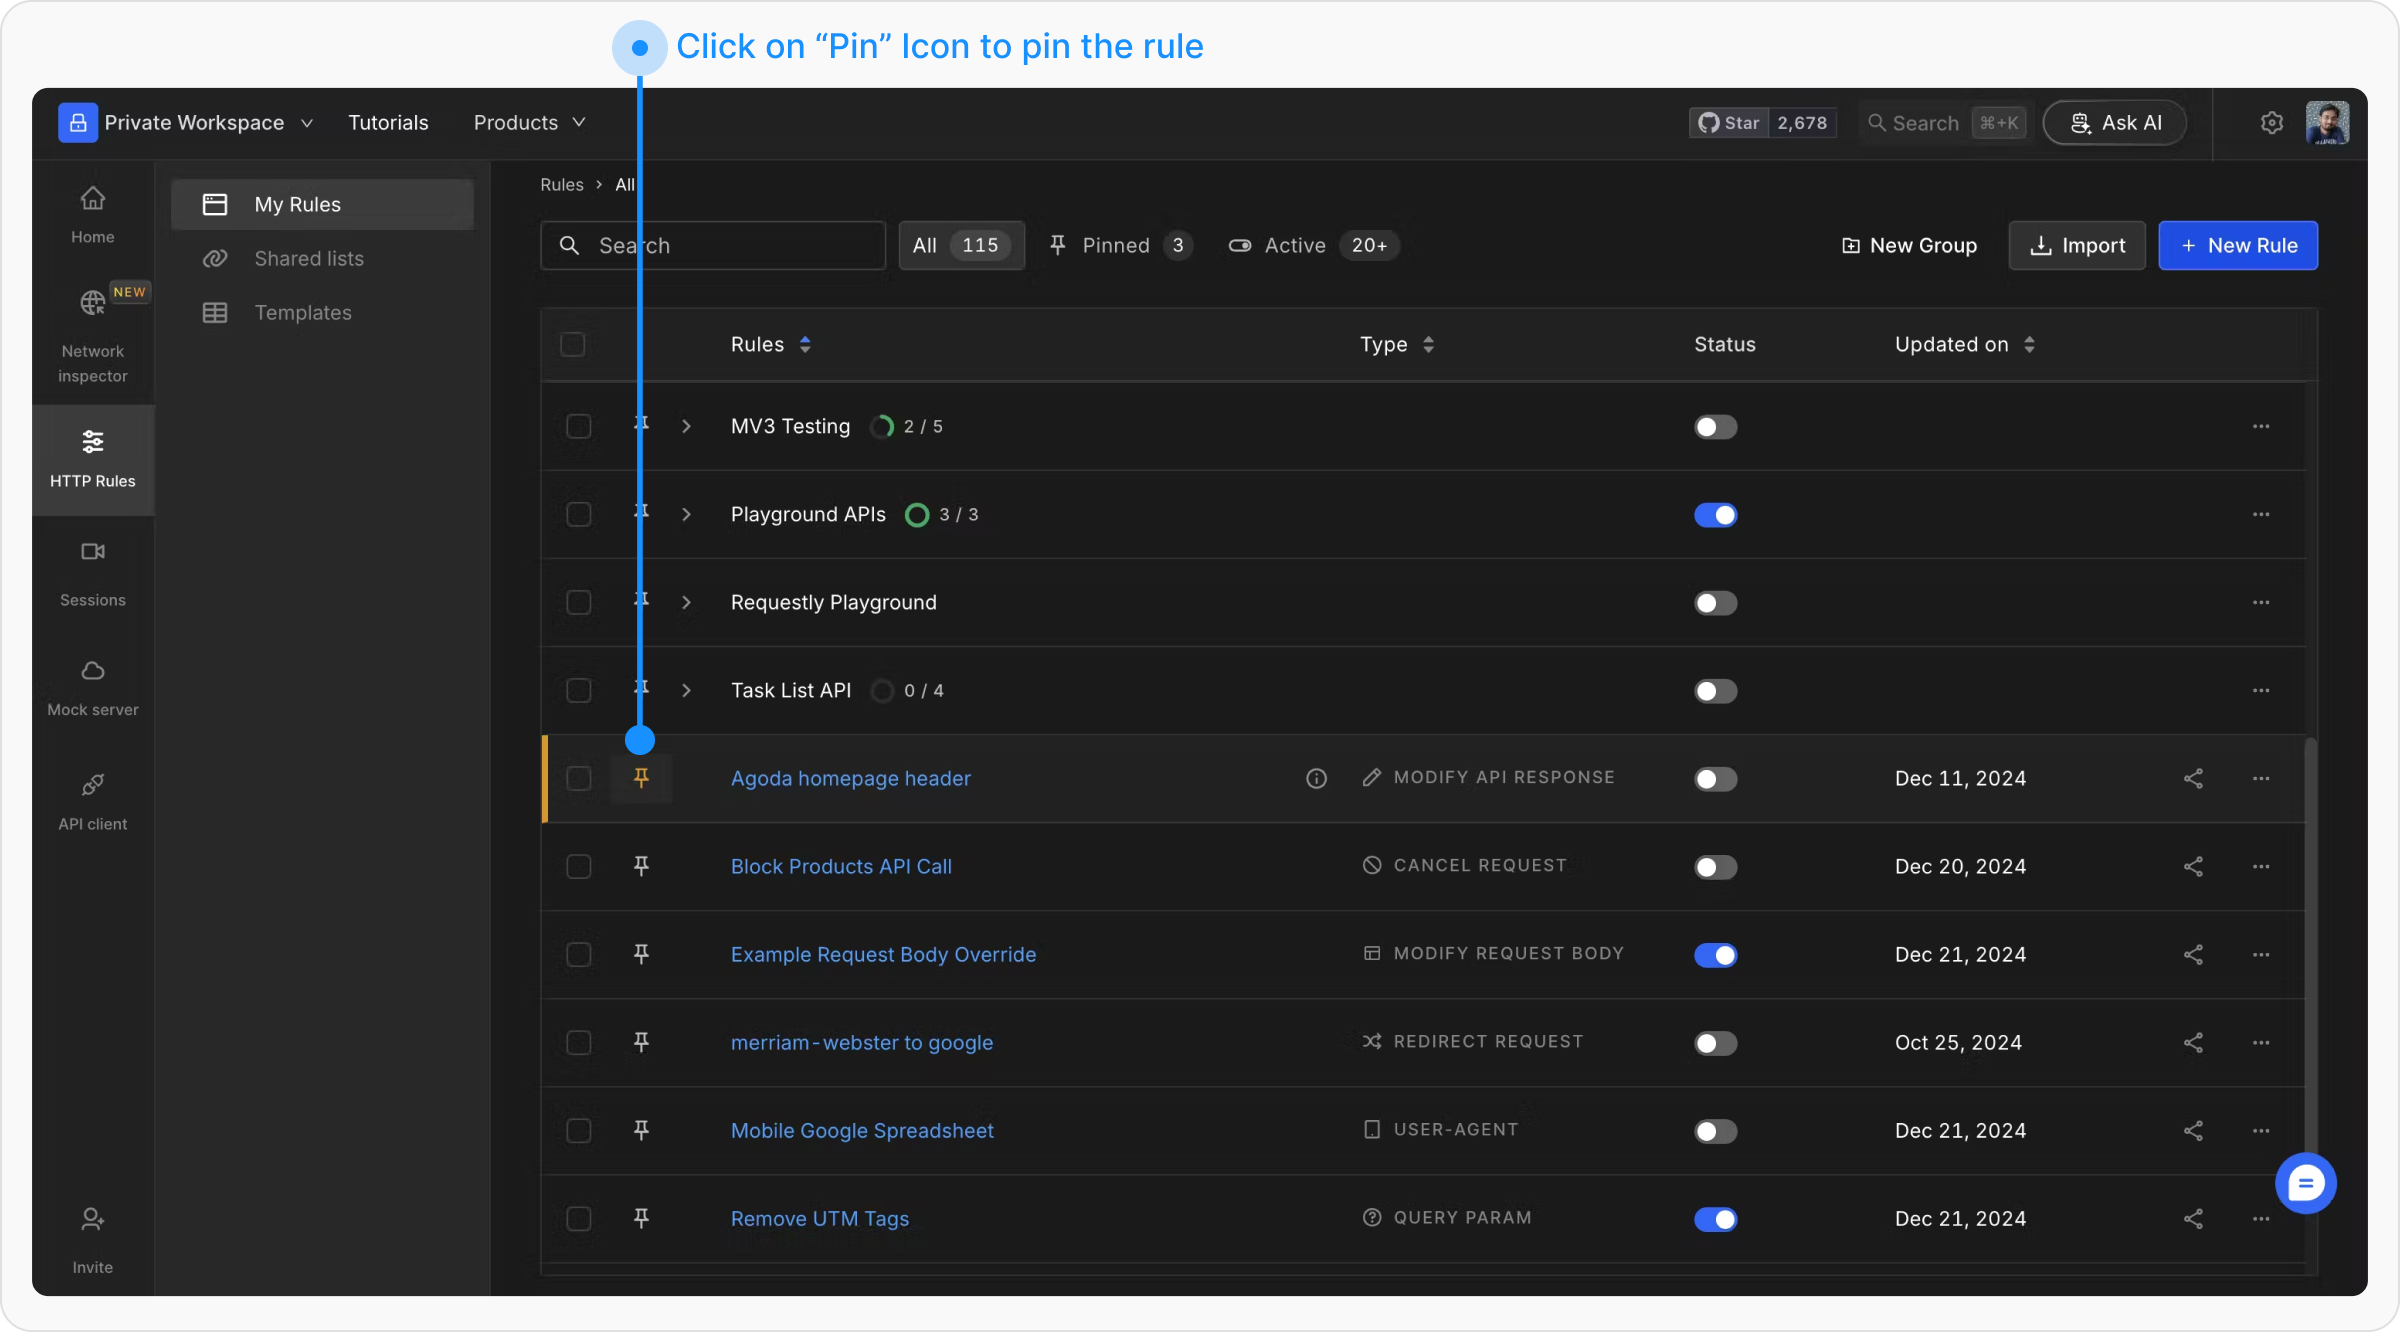 Click on “Pin” Icon to pin the rule
Private Workspace Tutorials Products Star 2,678 Search ⌘+K Ask AI
Home
NEW
Network
inspector
HTTP Rules
Sessions
Mock server
API client
Invite
My Rules
Shared lists
Templates
Rules > All
Search All 115 Pinned 3 Active 20+ New Group Import + New Rule
Rules Type Status Updated on
MV3 Testing 2 / 5
Playground APIs 3 / 3
Requestly Playground
Task List API 0 / 4
Agoda homepage header MODIFY API RESPONSE Dec 11, 2024
Block Products API Call CANCEL REQUEST Dec 20, 2024
Example Request Body Override MODIFY REQUEST BODY Dec 21, 2024
merriam-webster to google REDIRECT REQUEST Oct 25, 2024
Mobile Google Spreadsheet USER-AGENT Dec 21, 2024
Remove UTM Tags QUERY PARAM Dec 21, 2024